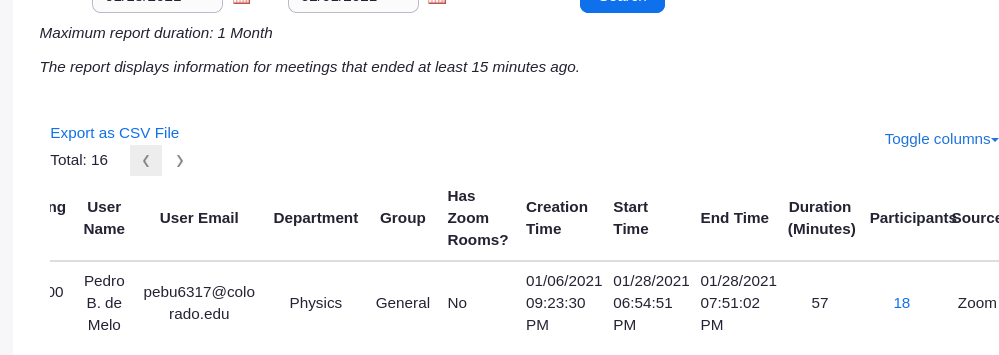 Maximum report duration: 1 Month
The report displays information for meetings that ended at least 15 minutes ago.
Export as CSV File
Toggle columns
Total: 16
ng
User
Name
User Email
Department
Group
Has
Zoom
Rooms?
Creation
Time
Start
Time
End Time
Duration
(Minutes)
Participants
Source
00
Pedro
B. de
Melo
pebu6317@colo
rado.edu
Physics
General
No
01/06/2021
09:23:30
PM
01/28/2021
06:54:51
PM
01/28/2021
07:51:02
PM
57
18
Zoom